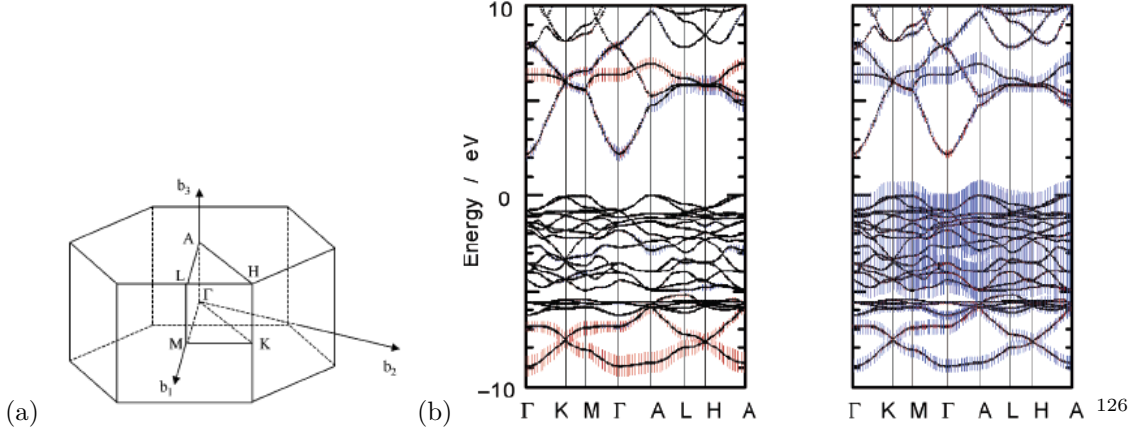 (a)
b₃
A
L
H
Γ
M
K
b₁
b₂
(b)
Energy / eV
10
0
−10
Γ K M Γ A L H A
Γ K M Γ A L H A
126